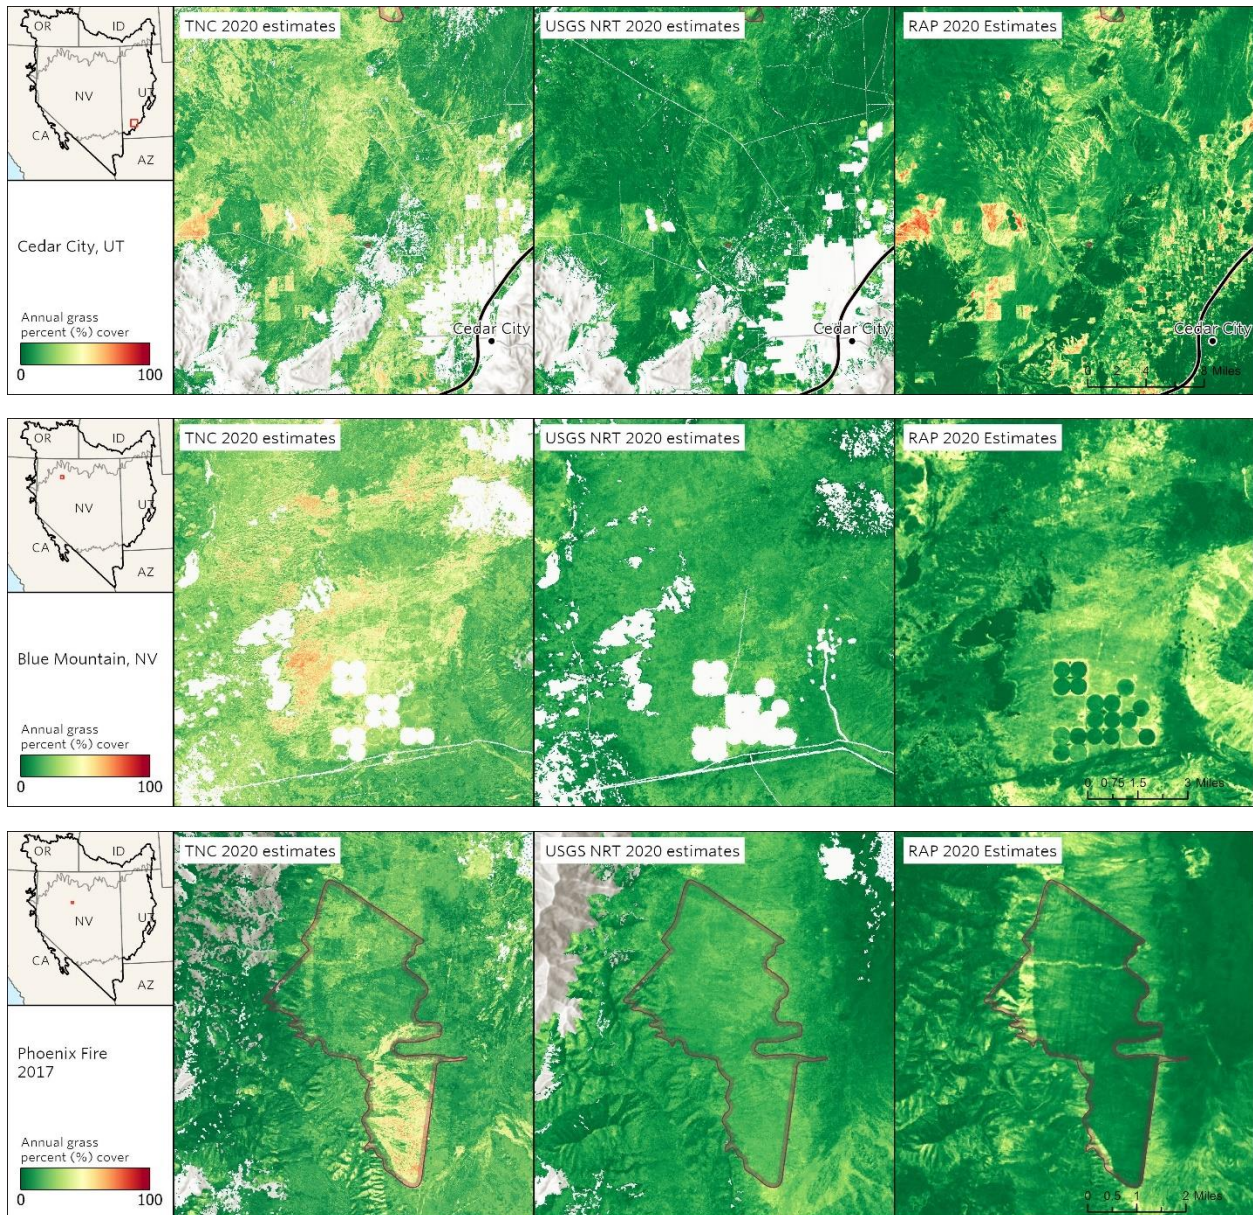 OR ID
NV
UT
CA
AZ
Cedar City, UT
Annual grass
percent (%) cover
0 100
TNC 2020 estimates
Cedar City
USGS NRT 2020 estimates
Cedar City
RAP 2020 estimates
Cedar City
0 2 4 8 Miles
OR ID
NV
UT
CA
AZ
Blue Mountain, NV
Annual grass
percent (%) cover
0 100
TNC 2020 estimates
USGS NRT 2020 estimates
RAP 2020 Estimates
0 0.75 1.5 3 Miles
OR ID
NV
UT
CA
AZ
Phoenix Fire
2017
Annual grass
percent (%) cover
0 100
TNC 2020 estimates
USGS NRT 2020 estimates
RAP 2020 Estimates
0 0.5 1 2 Miles